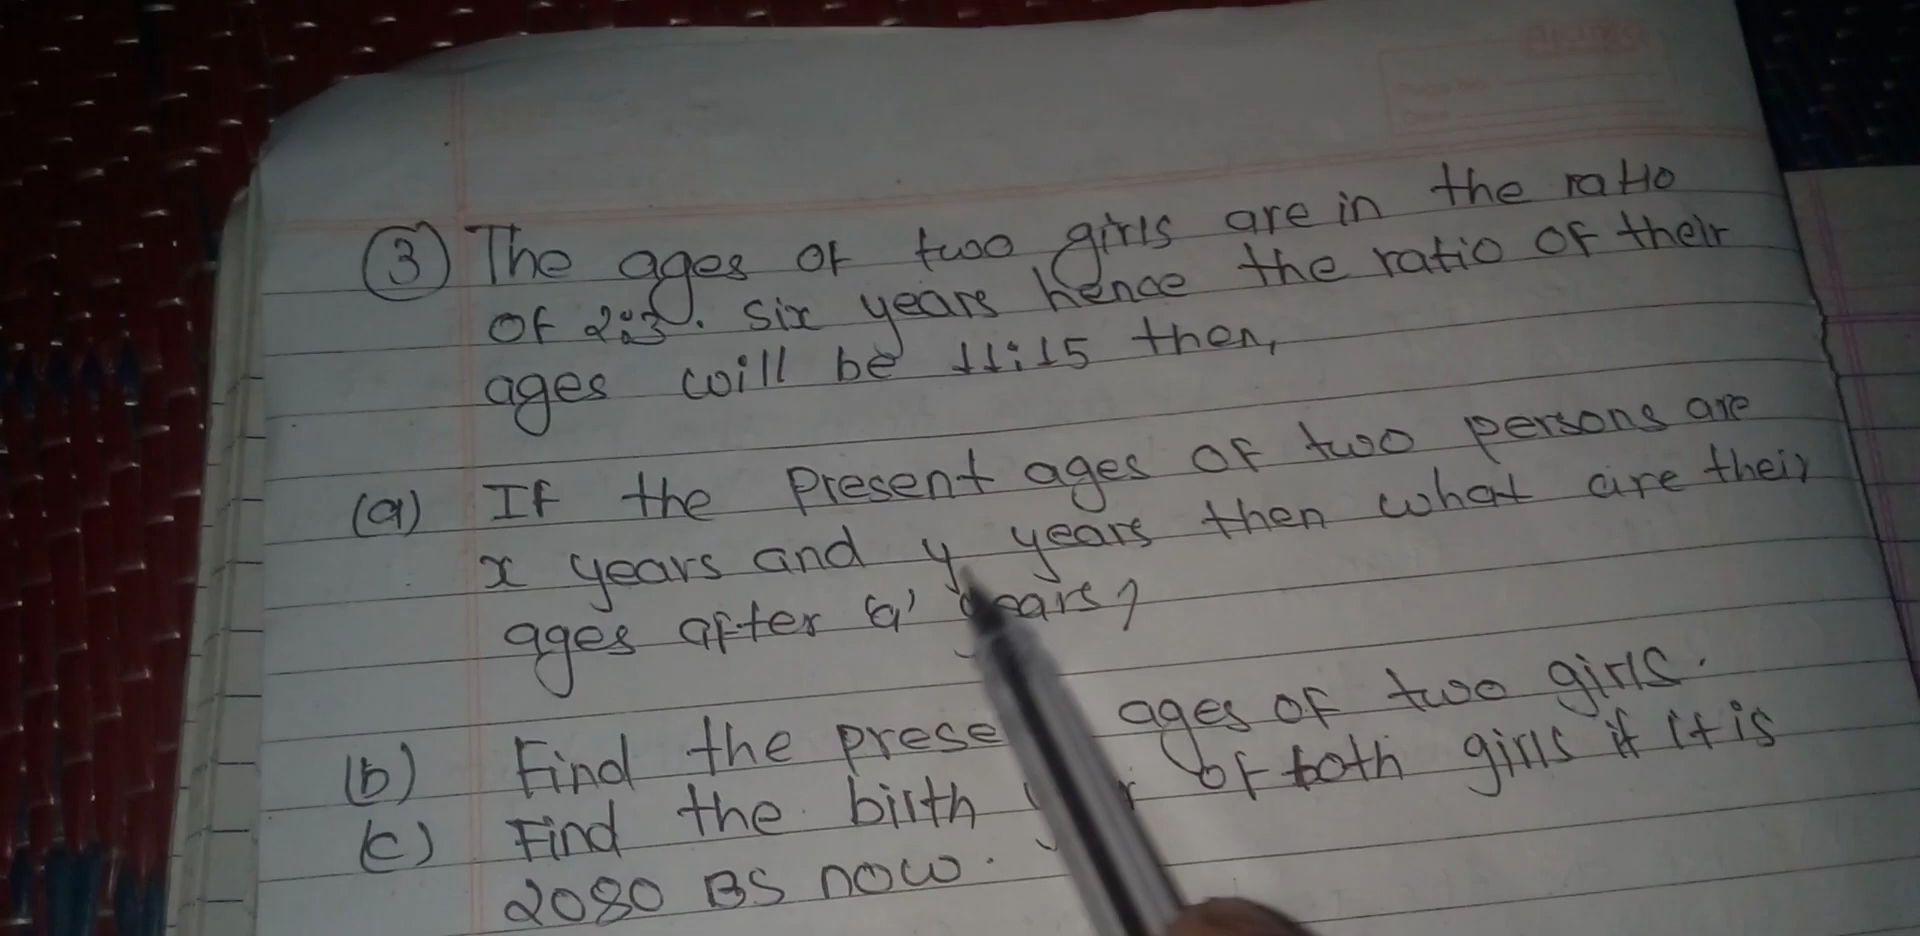 ③ The ages of two girls are in the ratio
of 2:3. six years hence the ratio of their
ages will be 11:15 then,
(a) If the present ages of two persons are
x years and y years then what are their
ages after 'a' years?
(b) Find the prese ages of two girls.
(c) Find the birth of both girls if it is
2080 BS now.